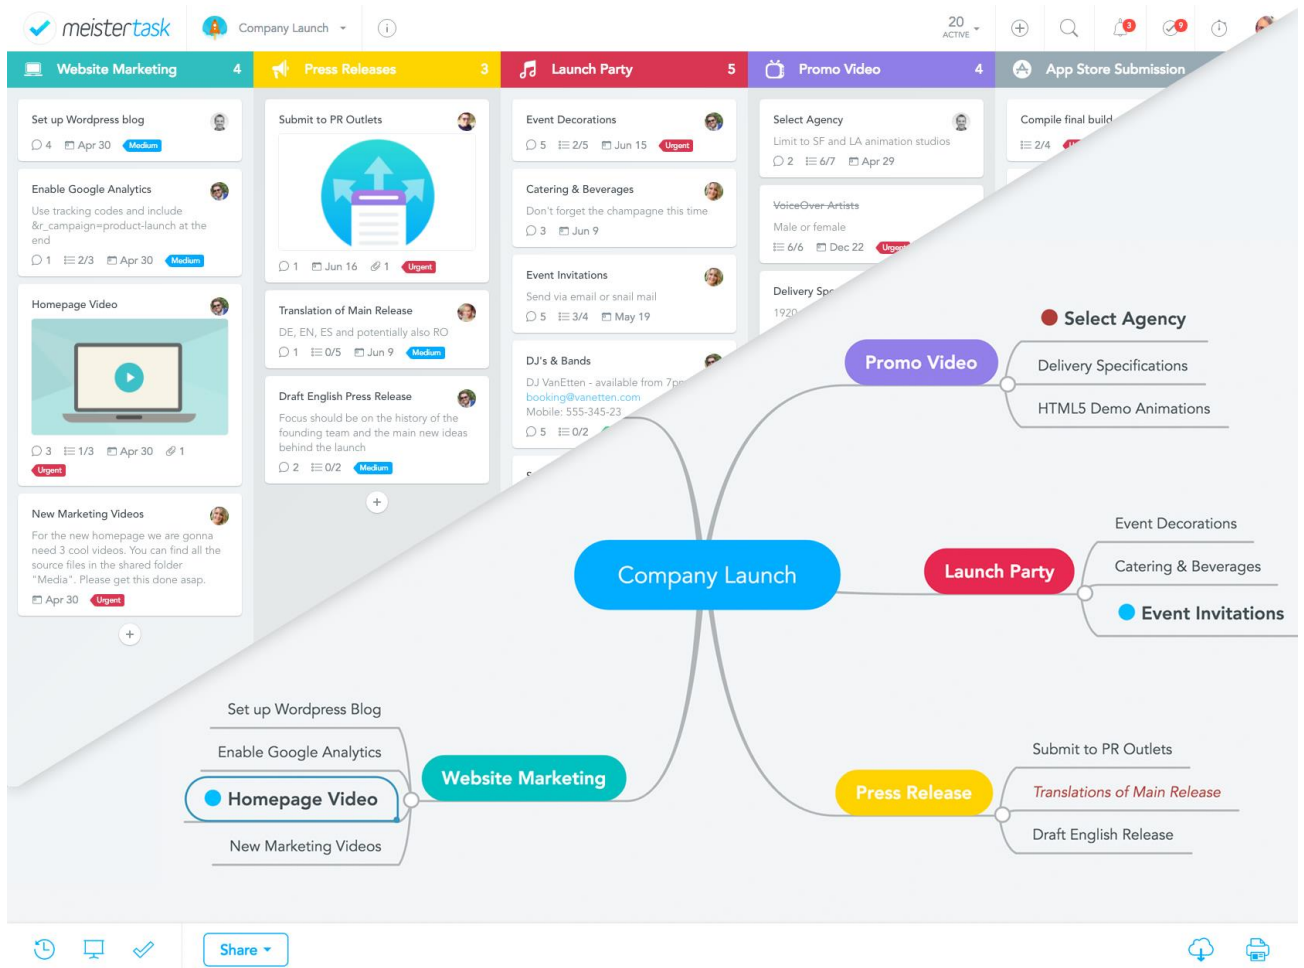 meistertask
Company Launch
20
ACTIVE
3
9
Website Marketing 4
Set up Wordpress blog
4 Apr 30 Medium
Enable Google Analytics
Use tracking codes and include
&r_campaign=product-launch at the
end
1 2/3 Apr 30 Medium
Homepage Video
3 1/3 Apr 30 1
Urgent
New Marketing Videos
For the new homepage we are gonna
need 3 cool videos. You can find all the
source files in the shared folder
"Media". Please get this done asap.
Apr 30 Urgent
Press Releases 3
Submit to PR Outlets
1 Jun 16 1 Urgent
Translation of Main Release
DE, EN, ES and potentially also RO
1 0/5 Jun 9 Medium
Draft English Press Release
Focus should be on the history of the
founding team and the main new ideas
behind the launch
2 0/2 Medium
Launch Party 5
Event Decorations
5 2/5 Jun 15 Urgent
Catering & Beverages
Don't forget the champagne this time
3 Jun 9
Event Invitations
Send via email or snail mail
5 3/4 May 19
DJ's & Bands
DJ VanEtten - available from 7pm
booking@vanetten.com
Mobile: 555-345-23
5 0/2
Promo Video 4
Select Agency
Limit to SF and LA animation studios
2 6/7 Apr 29
VoiceOver Artists
Male or female
6/6 Dec 22 Urgent
Delivery Spe
1920
App Store Submission
Compile final build
2/4
Company Launch
Promo Video
Select Agency
Delivery Specifications
HTML5 Demo Animations
Launch Party
Event Decorations
Catering & Beverages
Event Invitations
Website Marketing
Set up Wordpress Blog
Enable Google Analytics
Homepage Video
New Marketing Videos
Press Release
Submit to PR Outlets
Translations of Main Release
Draft English Release
Share